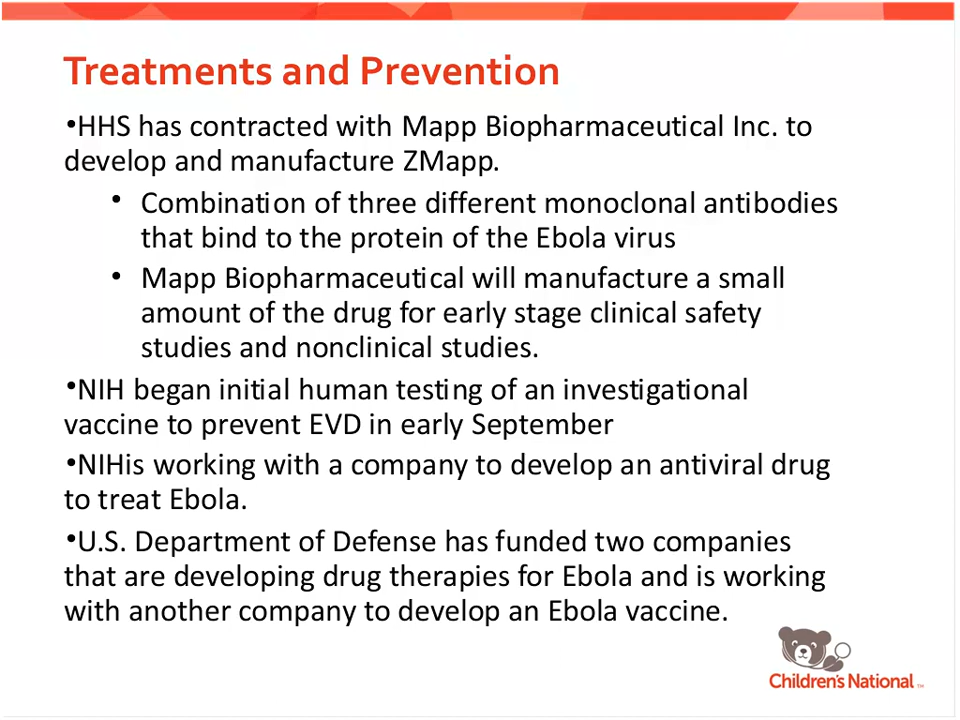 Treatments and Prevention
•HHS has contracted with Mapp Biopharmaceutical Inc. to
develop and manufacture ZMapp.
• Combination of three different monoclonal antibodies
that bind to the protein of the Ebola virus
• Mapp Biopharmaceutical will manufacture a small
amount of the drug for early stage clinical safety
studies and nonclinical studies.
•NIH began initial human testing of an investigational
vaccine to prevent EVD in early September
•NIHis working with a company to develop an antiviral drug
to treat Ebola.
•U.S. Department of Defense has funded two companies
that are developing drug therapies for Ebola and is working
with another company to develop an Ebola vaccine.
Children's National ™